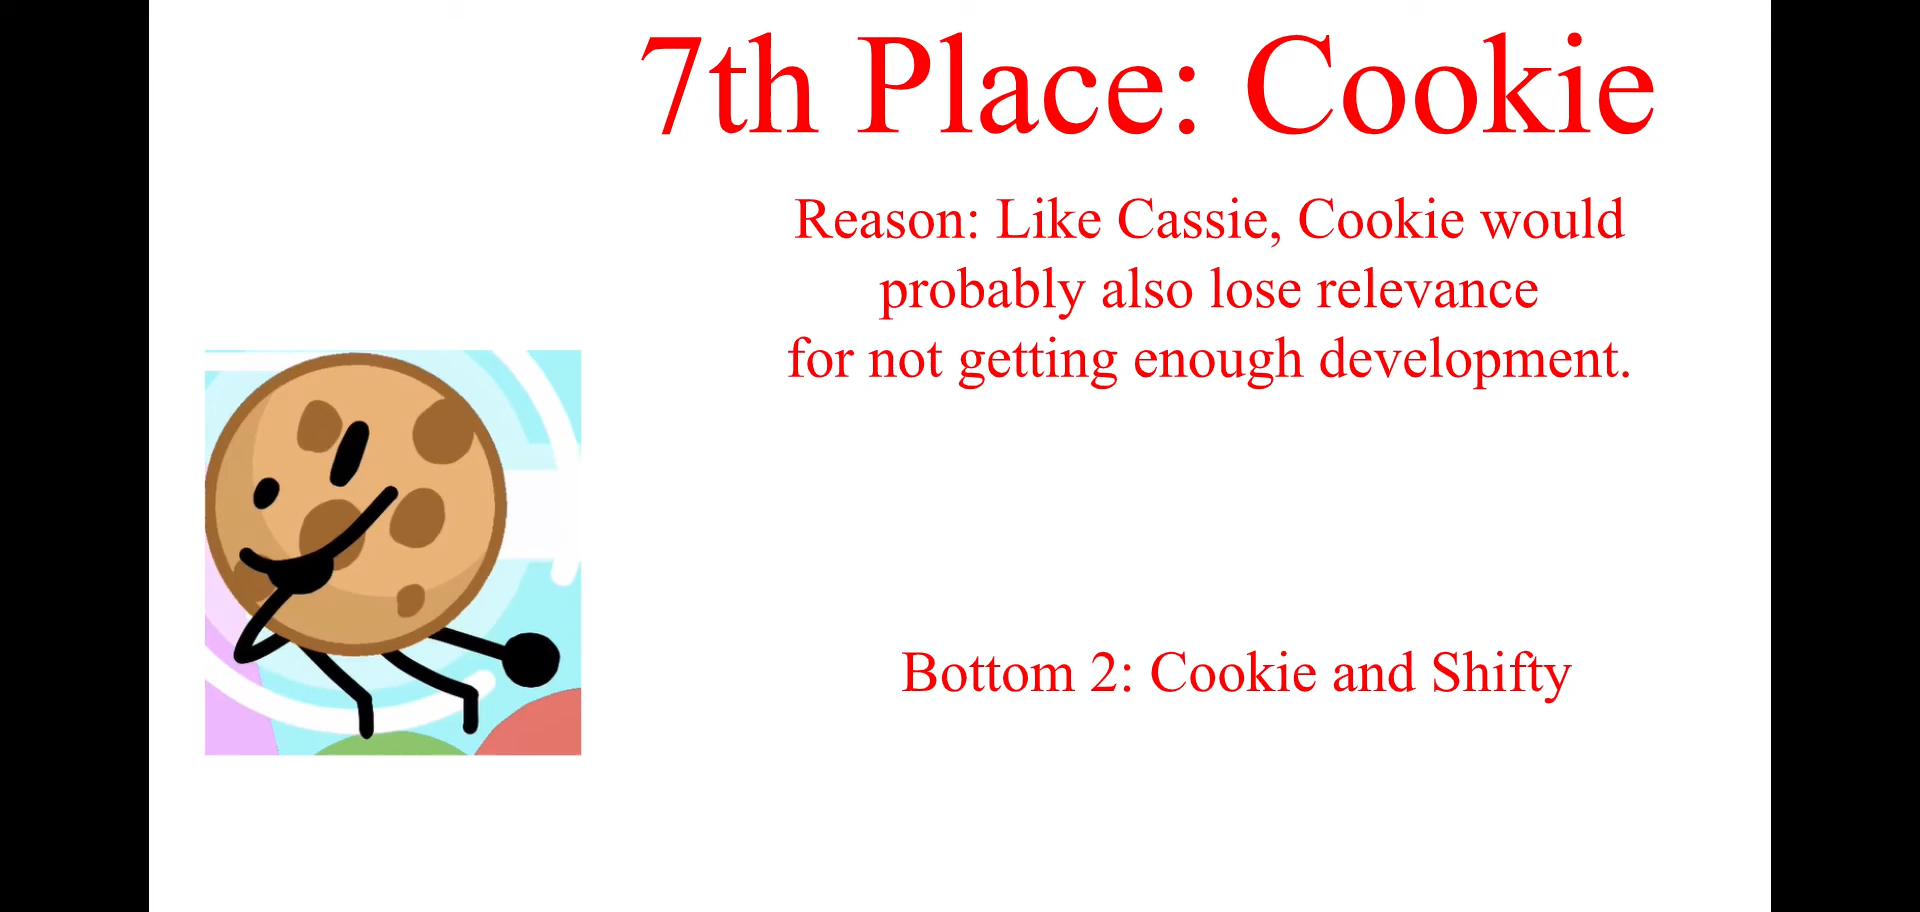 7th Place: Cookie
Reason: Like Cassie, Cookie would
probably also lose relevance
for not getting enough development.
Bottom 2: Cookie and Shifty